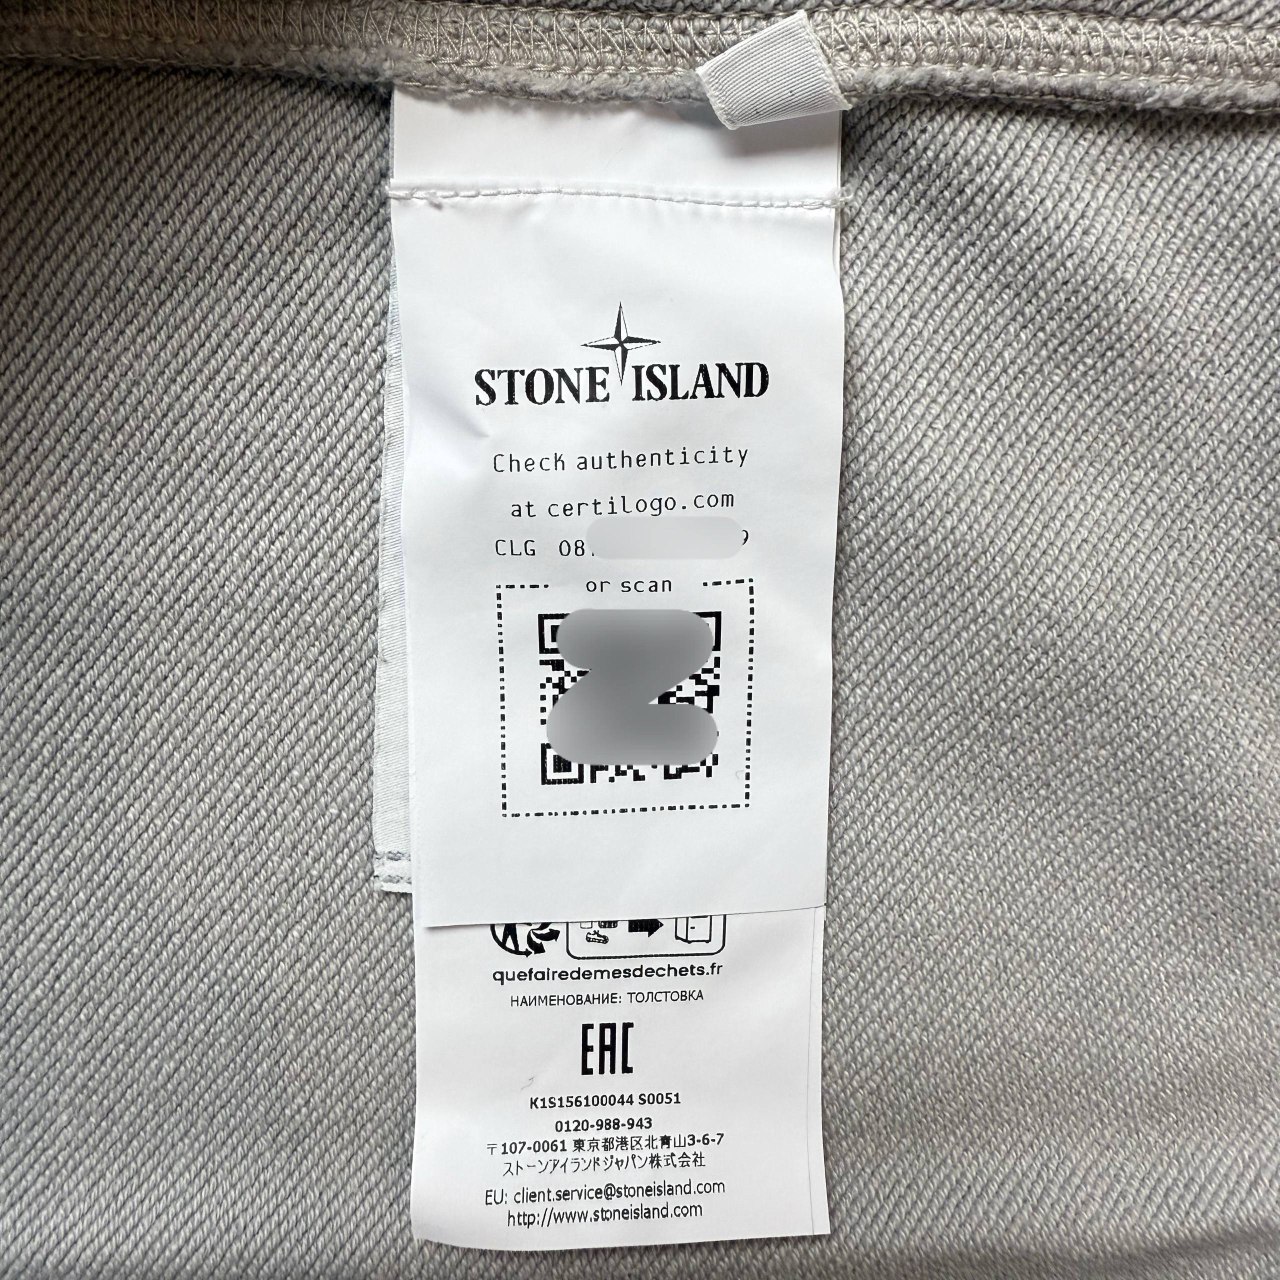 STONE ISLAND
Check authenticity
at certilogo.com
CLG 08. 9
or scan
quefairedemesdechets.fr
НАИМЕНОВАНИЕ: ТОЛСТОВКА
EAC
K1S156100044 S0051
0120-988-943
〒107-0061 東京都港区北青山3-6-7
ストーンアイランドジャパン株式会社
EU: client.service@stoneisland.com
http://www.stoneisland.com